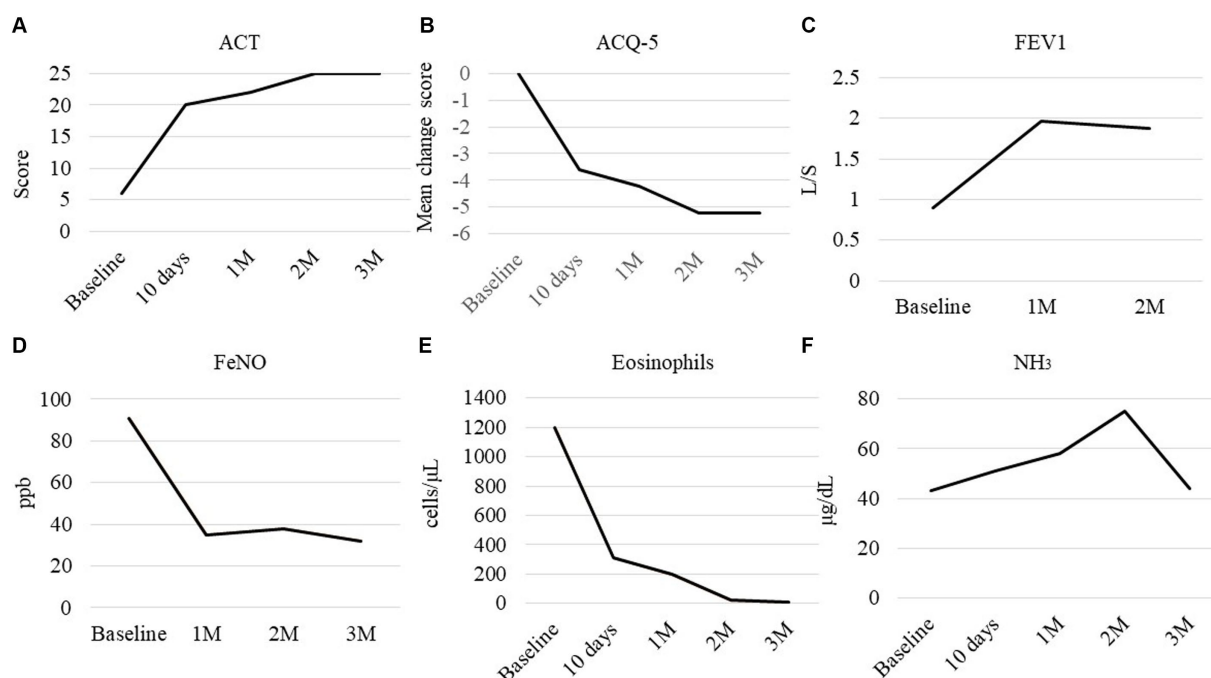 A
ACT
Score
25
20
15
10
5
0
Baseline
10 days
1M
2M
3M
B
ACQ-5
Mean change score
0
-1
-2
-3
-4
-5
-6
Baseline
10 days
1M
2M
3M
C
FEV1
L/S
2.5
2
1.5
1
0.5
0
Baseline
1M
2M
D
FeNO
ppb
100
80
60
40
20
0
Baseline
1M
2M
3M
E
Eosinophils
cells/μL
1400
1200
1000
800
600
400
200
0
Baseline
10 days
1M
2M
3M
F
NH₃
μg/dL
80
60
40
20
0
Baseline
10 days
1M
2M
3M